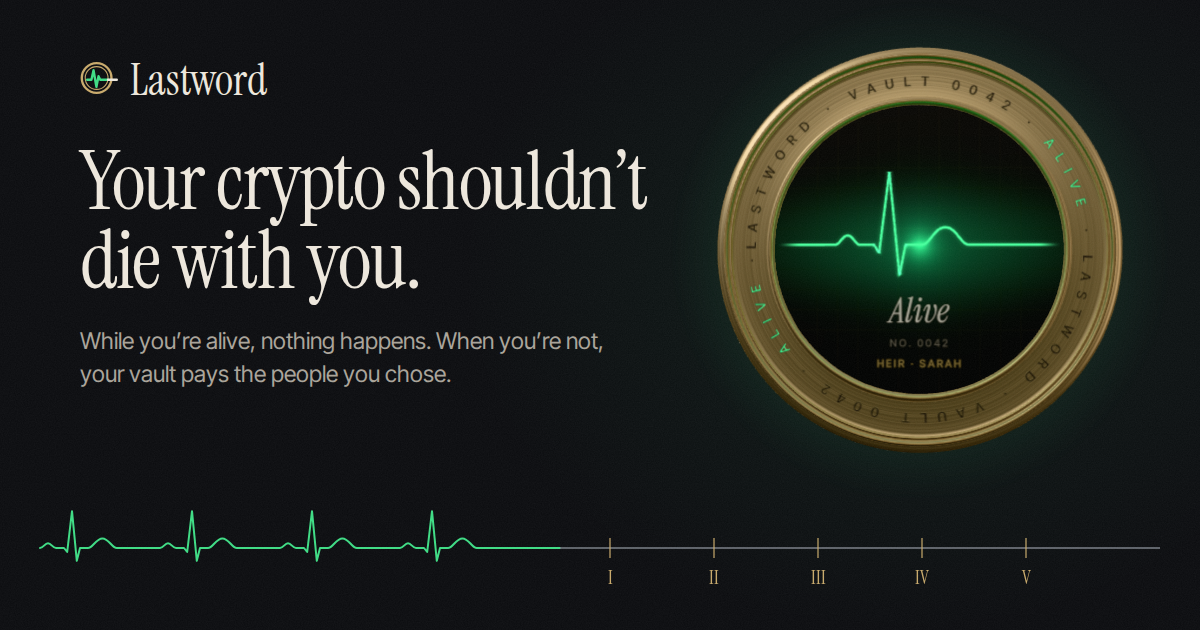 Lastword
Your crypto shouldn’t
die with you.
While you’re alive, nothing happens. When you’re not,
your vault pays the people you chose.
LASTWORD · VAULT 0042 · ALIVE · LASTWORD · VAULT 0042 · ALIVE ·
Alive
NO. 0042
HEIR · SARAH
I II III IV V